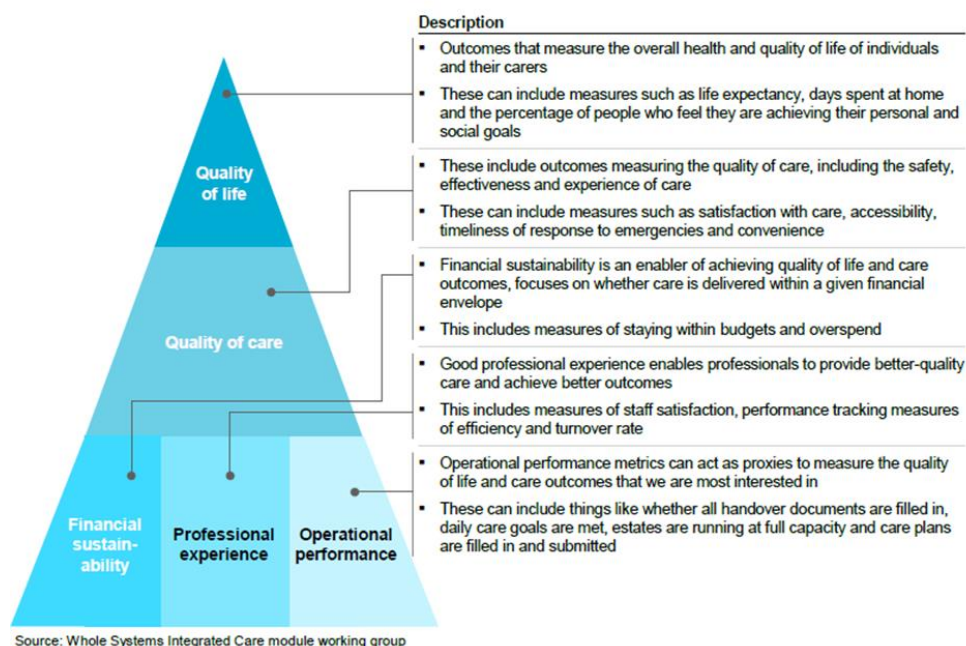 Description
▪ Outcomes that measure the overall health and quality of life of individuals
and their carers
▪ These can include measures such as life expectancy, days spent at home
and the percentage of people who feel they are achieving their personal and
social goals
▪ These include outcomes measuring the quality of care, including the safety,
effectiveness and experience of care
▪ These can include measures such as satisfaction with care, accessibility,
timeliness of response to emergencies and convenience
▪ Financial sustainability is an enabler of achieving quality of life and care
outcomes, focuses on whether care is delivered within a given financial
envelope
▪ This includes measures of staying within budgets and overspend
▪ Good professional experience enables professionals to provide better-quality
care and achieve better outcomes
▪ This includes measures of staff satisfaction, performance tracking measures
of efficiency and turnover rate
▪ Operational performance metrics can act as proxies to measure the quality
of life and care outcomes that we are most interested in
▪ These can include things like whether all handover documents are filled in,
daily care goals are met, estates are running at full capacity and care plans
are filled in and submitted
Quality
of life
Quality of care
Financial
sustain-
ability
Professional
experience
Operational
performance
Source: Whole Systems Integrated Care module working group